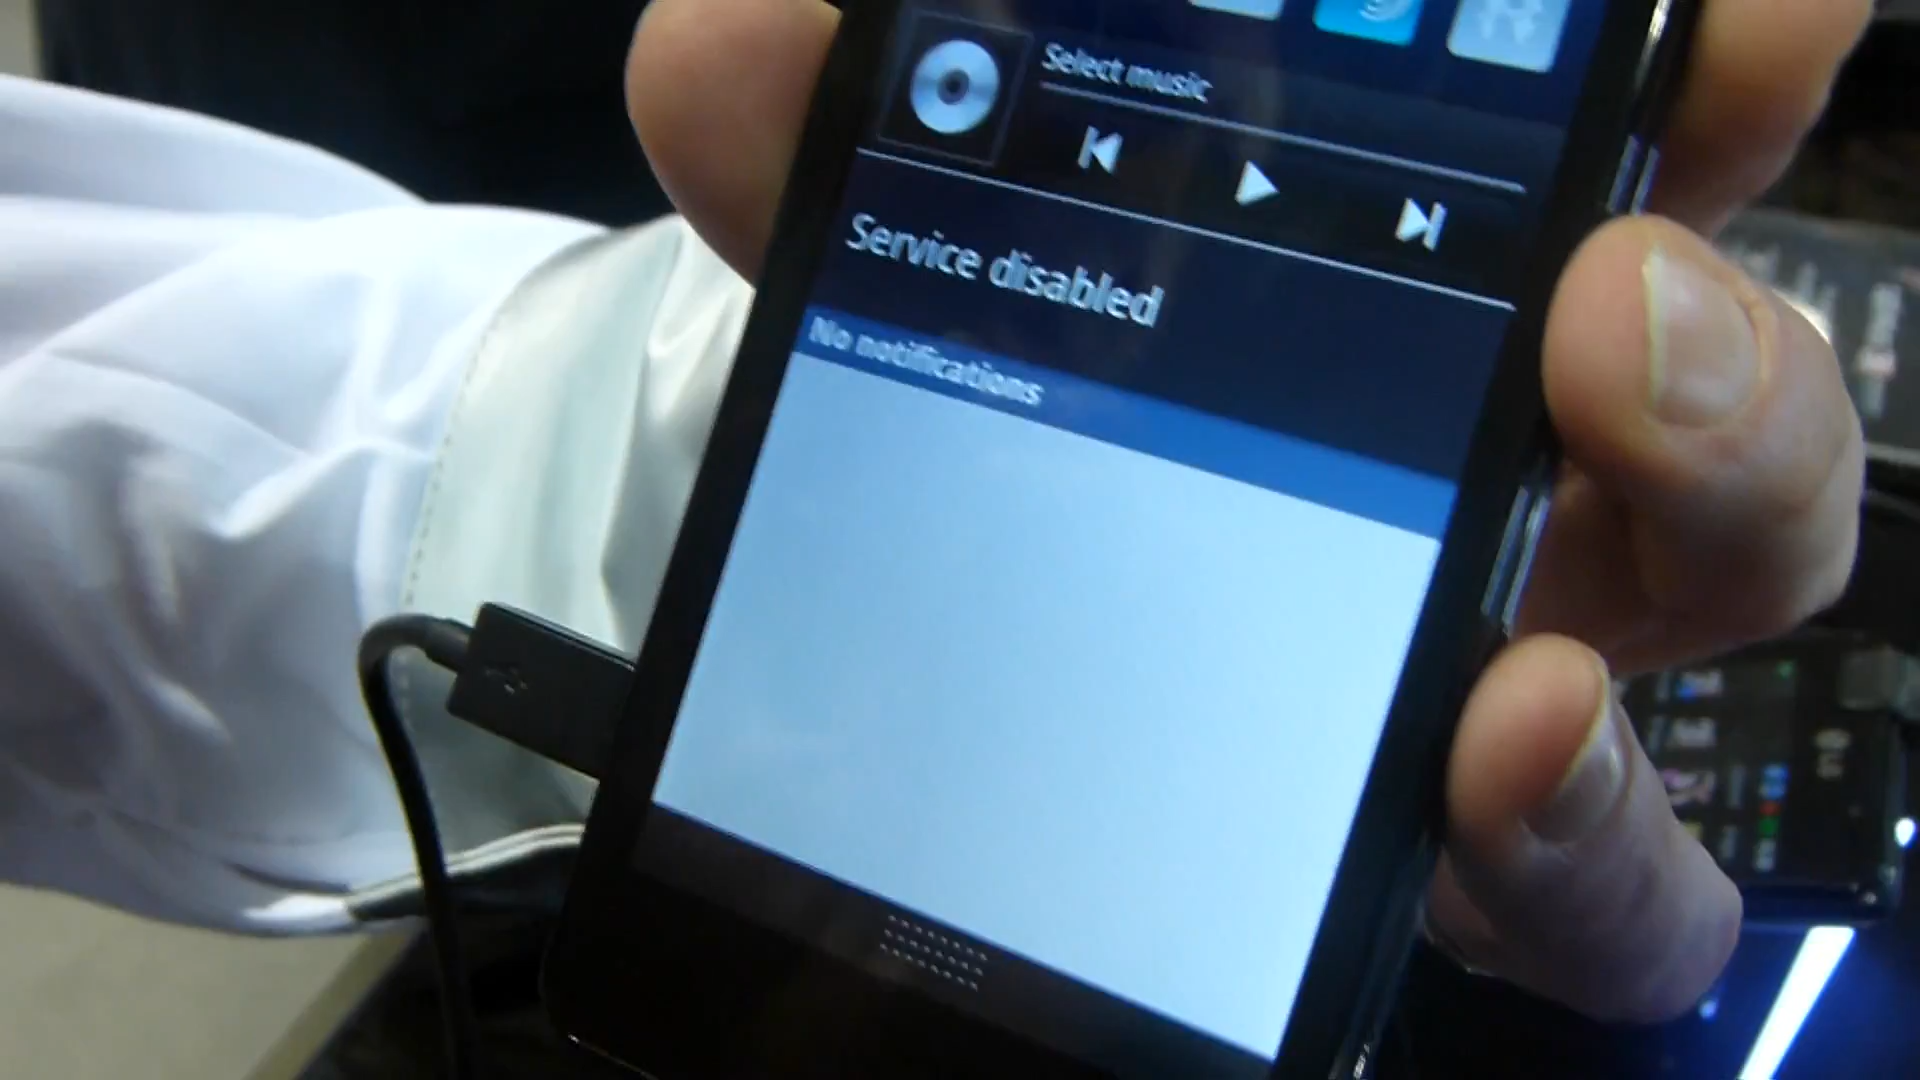 Select music
Service disabled
No notifications